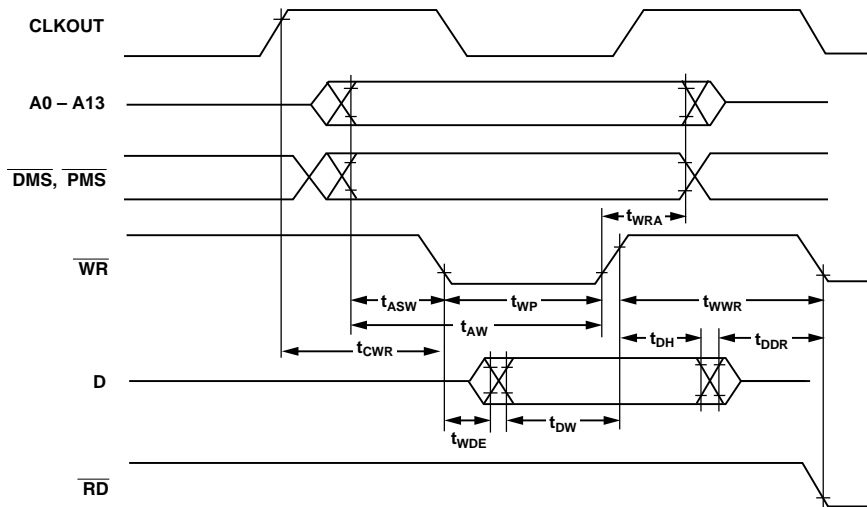 CLKOUT
A0 – A13
DMS, PMS
tWRA
WR
tASW
tWP
tWWR
tAW
tCWR
tDH
tDDR
D
tWDE
tDW
RD